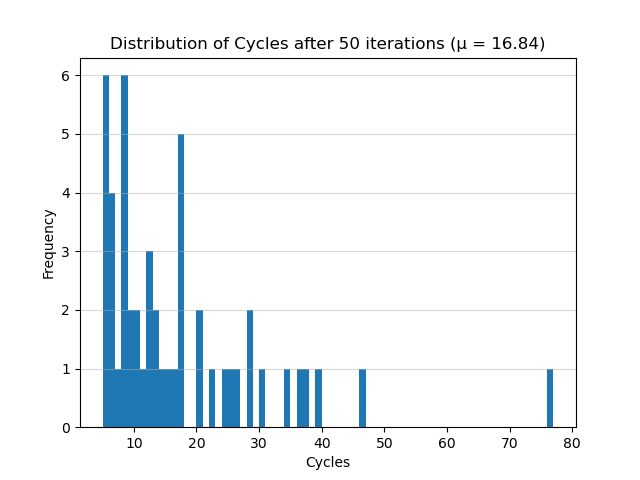 Distribution of Cycles after 50 iterations (μ = 16.84)
6
5
4
3
2
1
0
Frequency
10 20 30 40 50 60 70 80
Cycles